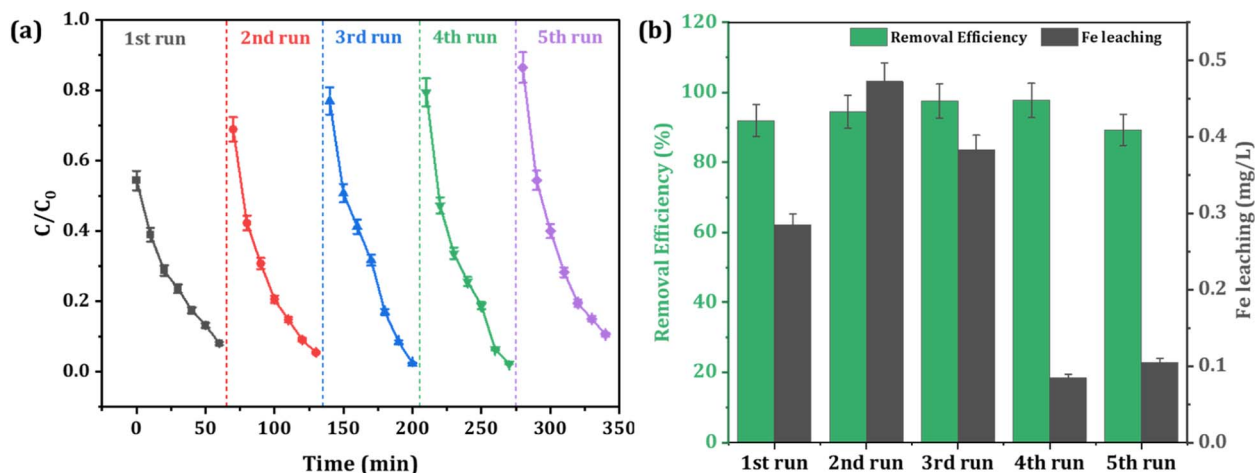 (a)
1st run
2nd run
3rd run
4th run
5th run
1.0
0.8
0.6
0.4
0.2
0.0
C/C0
0
50
100
150
200
250
300
350
Time (min)
(b)
Removal Efficiency
Fe leaching
120
100
80
60
40
20
0
Removal Efficiency (%)
0.5
0.4
0.3
0.2
0.1
0.0
Fe leaching (mg/L)
1st run
2nd run
3rd run
4th run
5th run